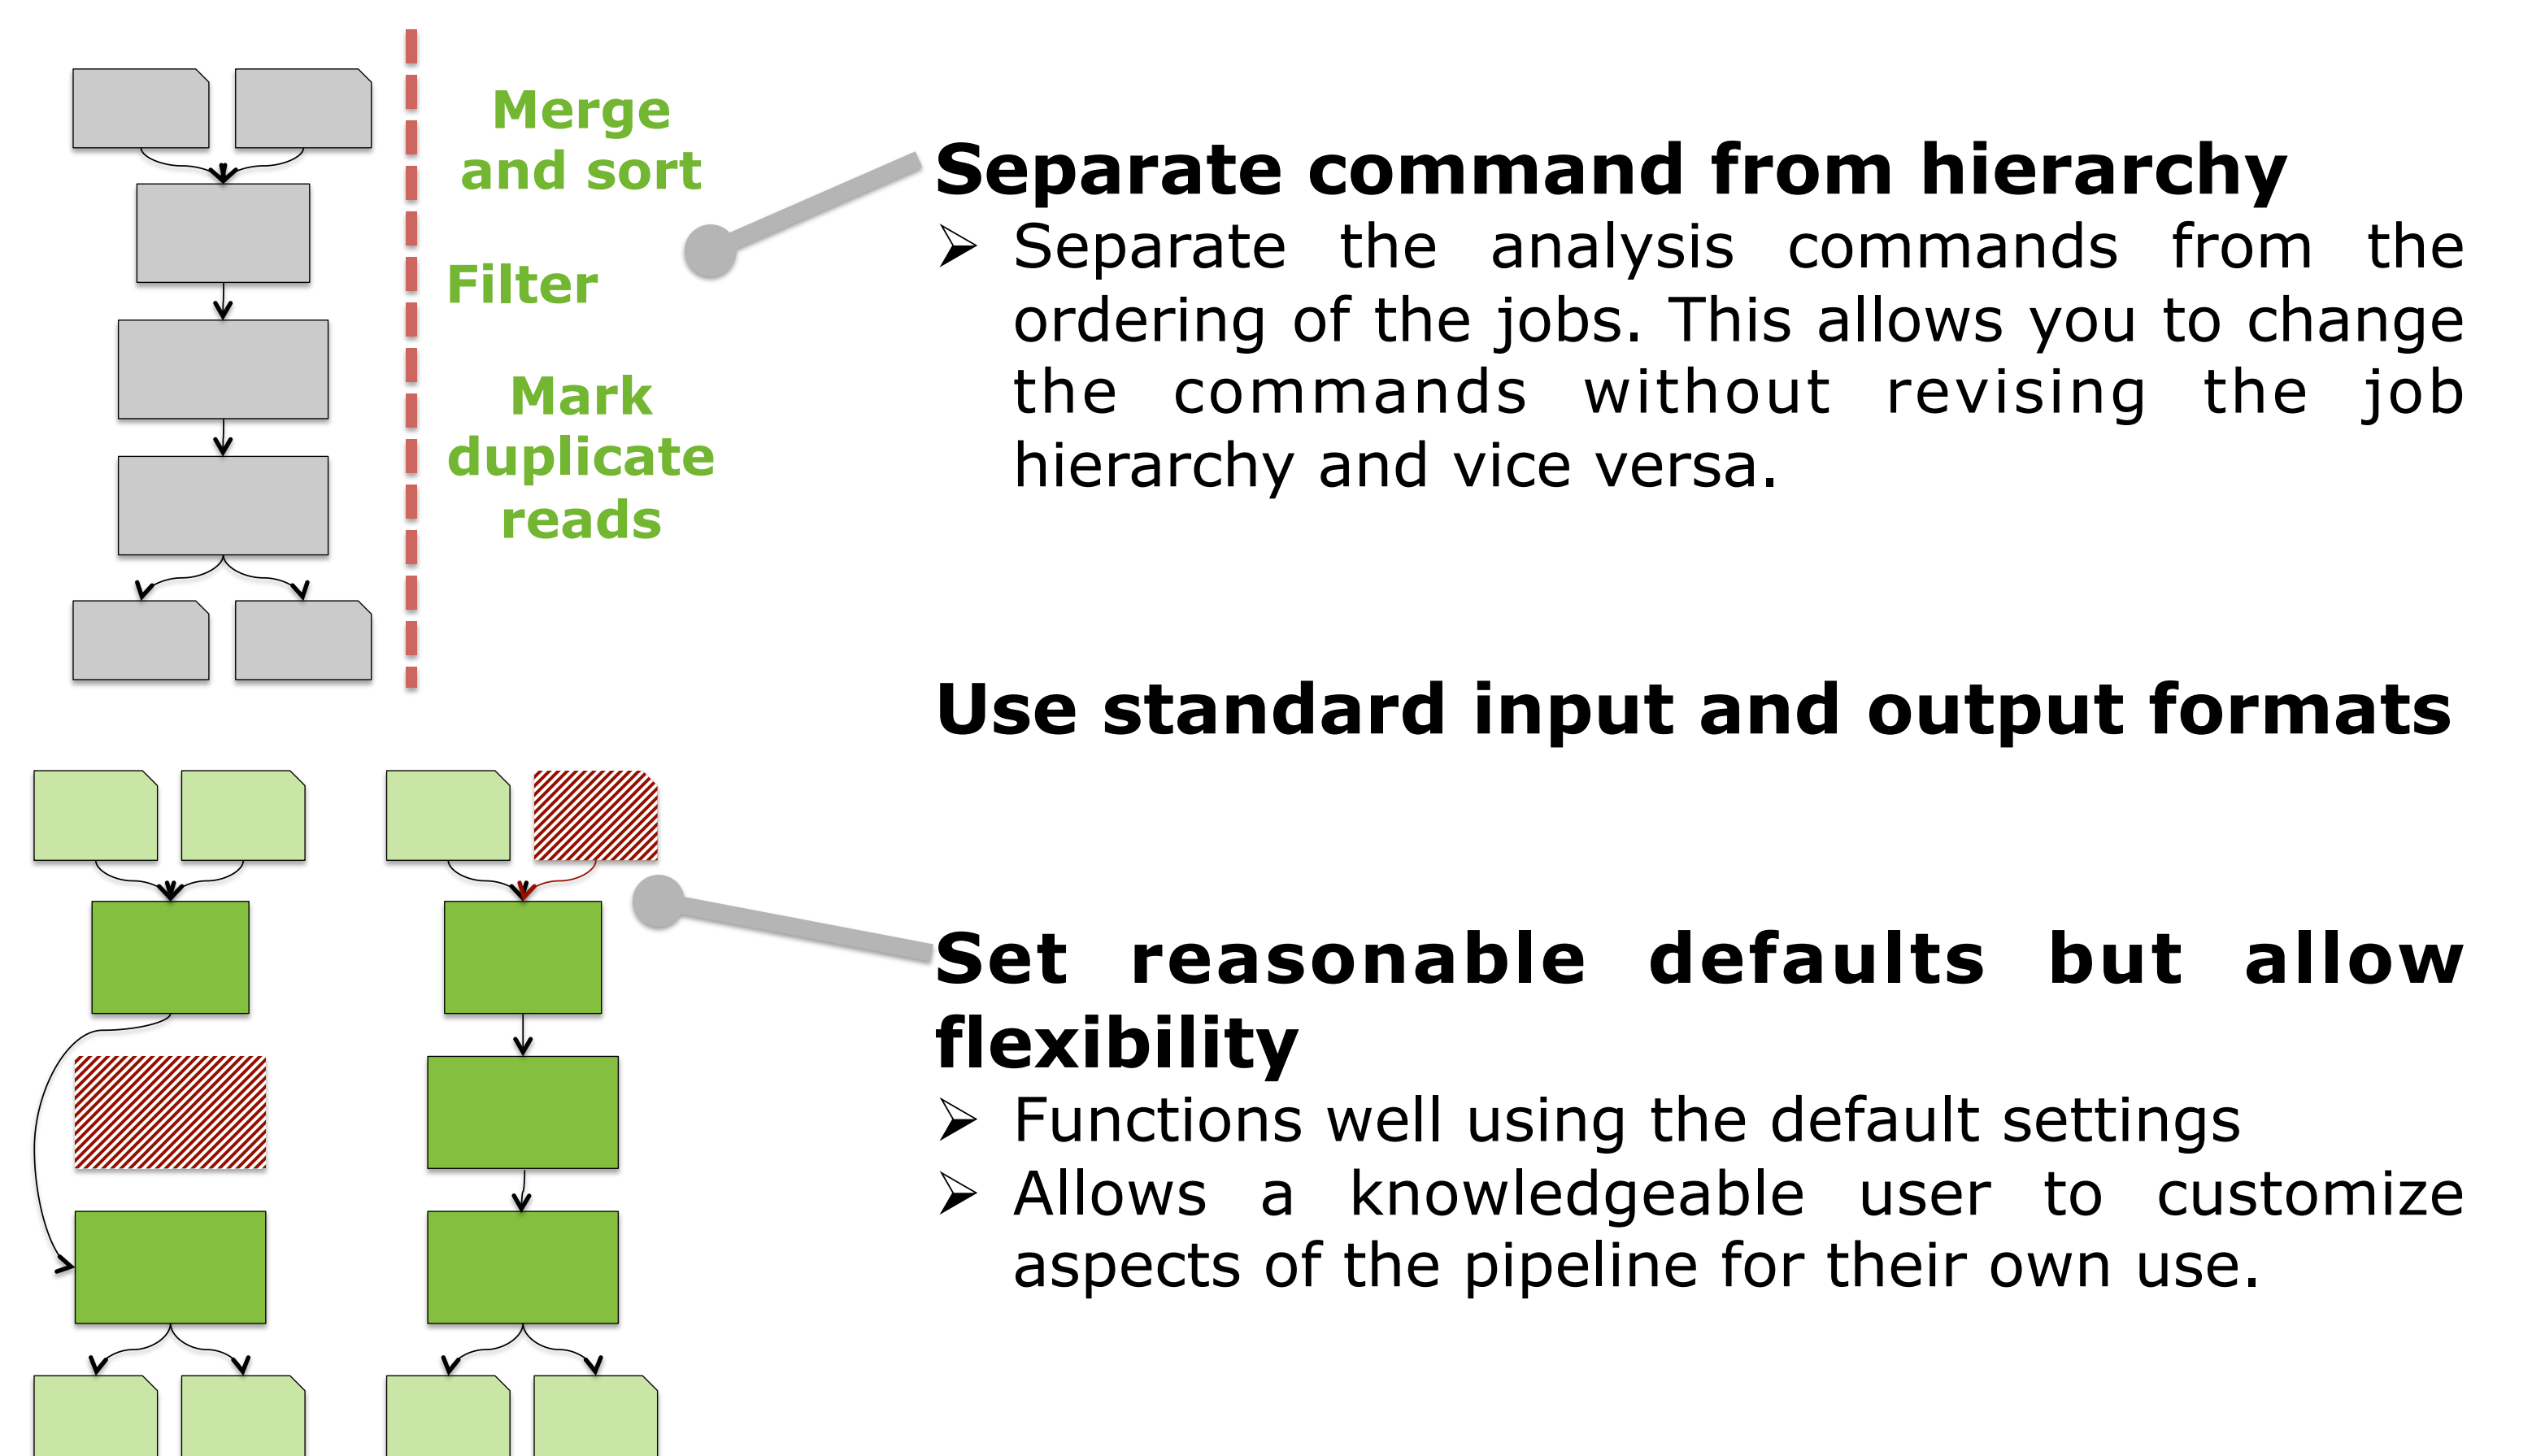 Merge
and sort
Filter
Mark
duplicate
reads
Separate command from hierarchy
➢ Separate the analysis commands from the
ordering of the jobs. This allows you to change
the commands without revising the job
hierarchy and vice versa.
Use standard input and output formats
Set reasonable defaults but allow
flexibility
➢ Functions well using the default settings
➢ Allows a knowledgeable user to customize
aspects of the pipeline for their own use.